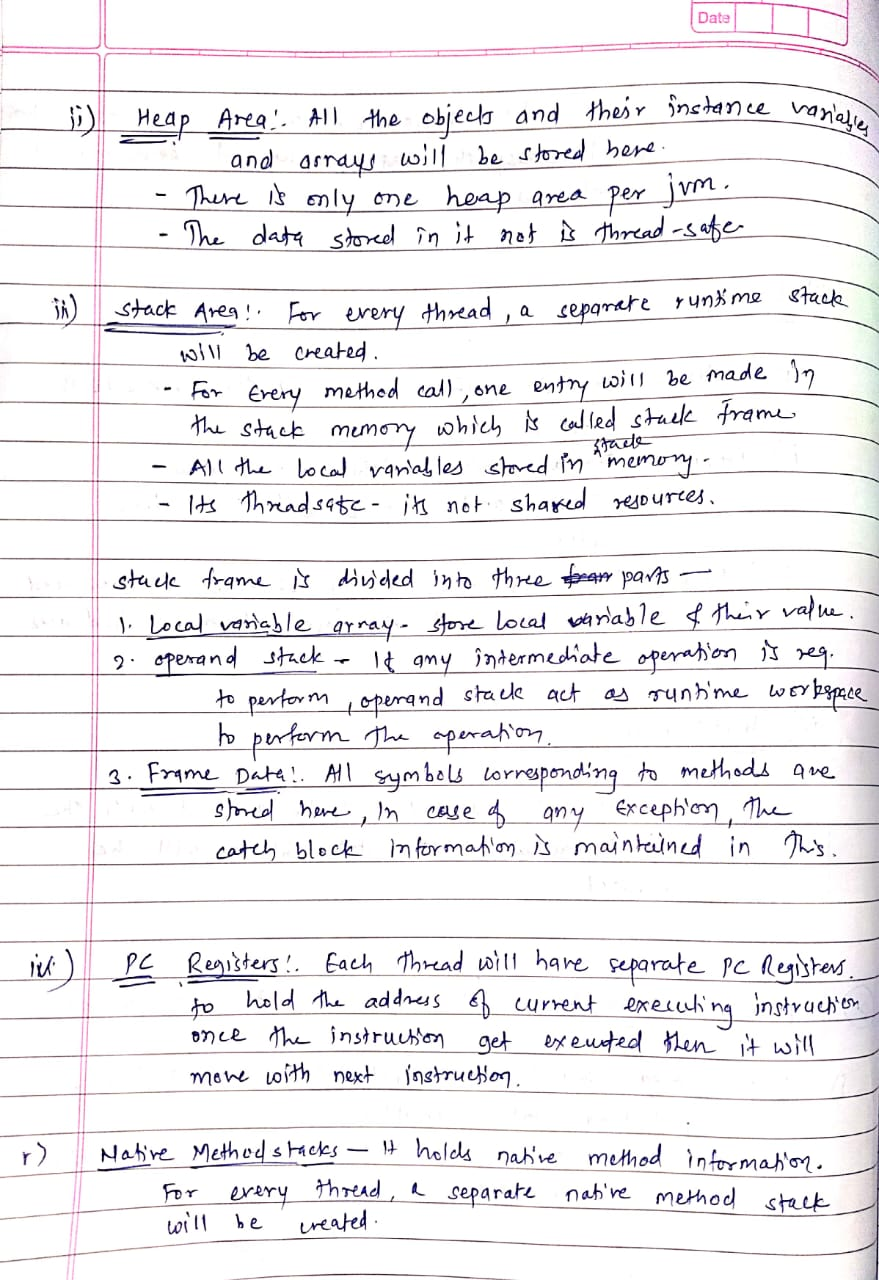 Date
ii) Heap Area:. All the objects and their instance variables
and arrays will be stored here.
- There is only one heap area per jvm.
- The data stored in it not is thread-safe
iii) Stack Area:. For every thread, a separate runtime stack
will be created.
- For Every method call, one entry will be made in
the stack memory which is called stack frame.
- All the Local variables stored in stack memory.
- Its threadsafe - its not shared resources.
stack frame is divided into three parts —
1. Local variable array - store local variable & their value.
2. operand stack - If any intermediate operation is req.
to perform, operand stack act as runtime workspace
to perform the operation.
3. Frame Data:. All symbols corresponding to methods are
stored here, In case of any Exception, the
catch block information is maintained in this.
iv.) PC Registers:. Each thread will have separate PC Registers.
to hold the address of current executing instruction
once the instruction get executed then it will
move with next instruction.
v) Native Method stacks — It holds native method information.
For every thread, a separate native method stack
will be created.